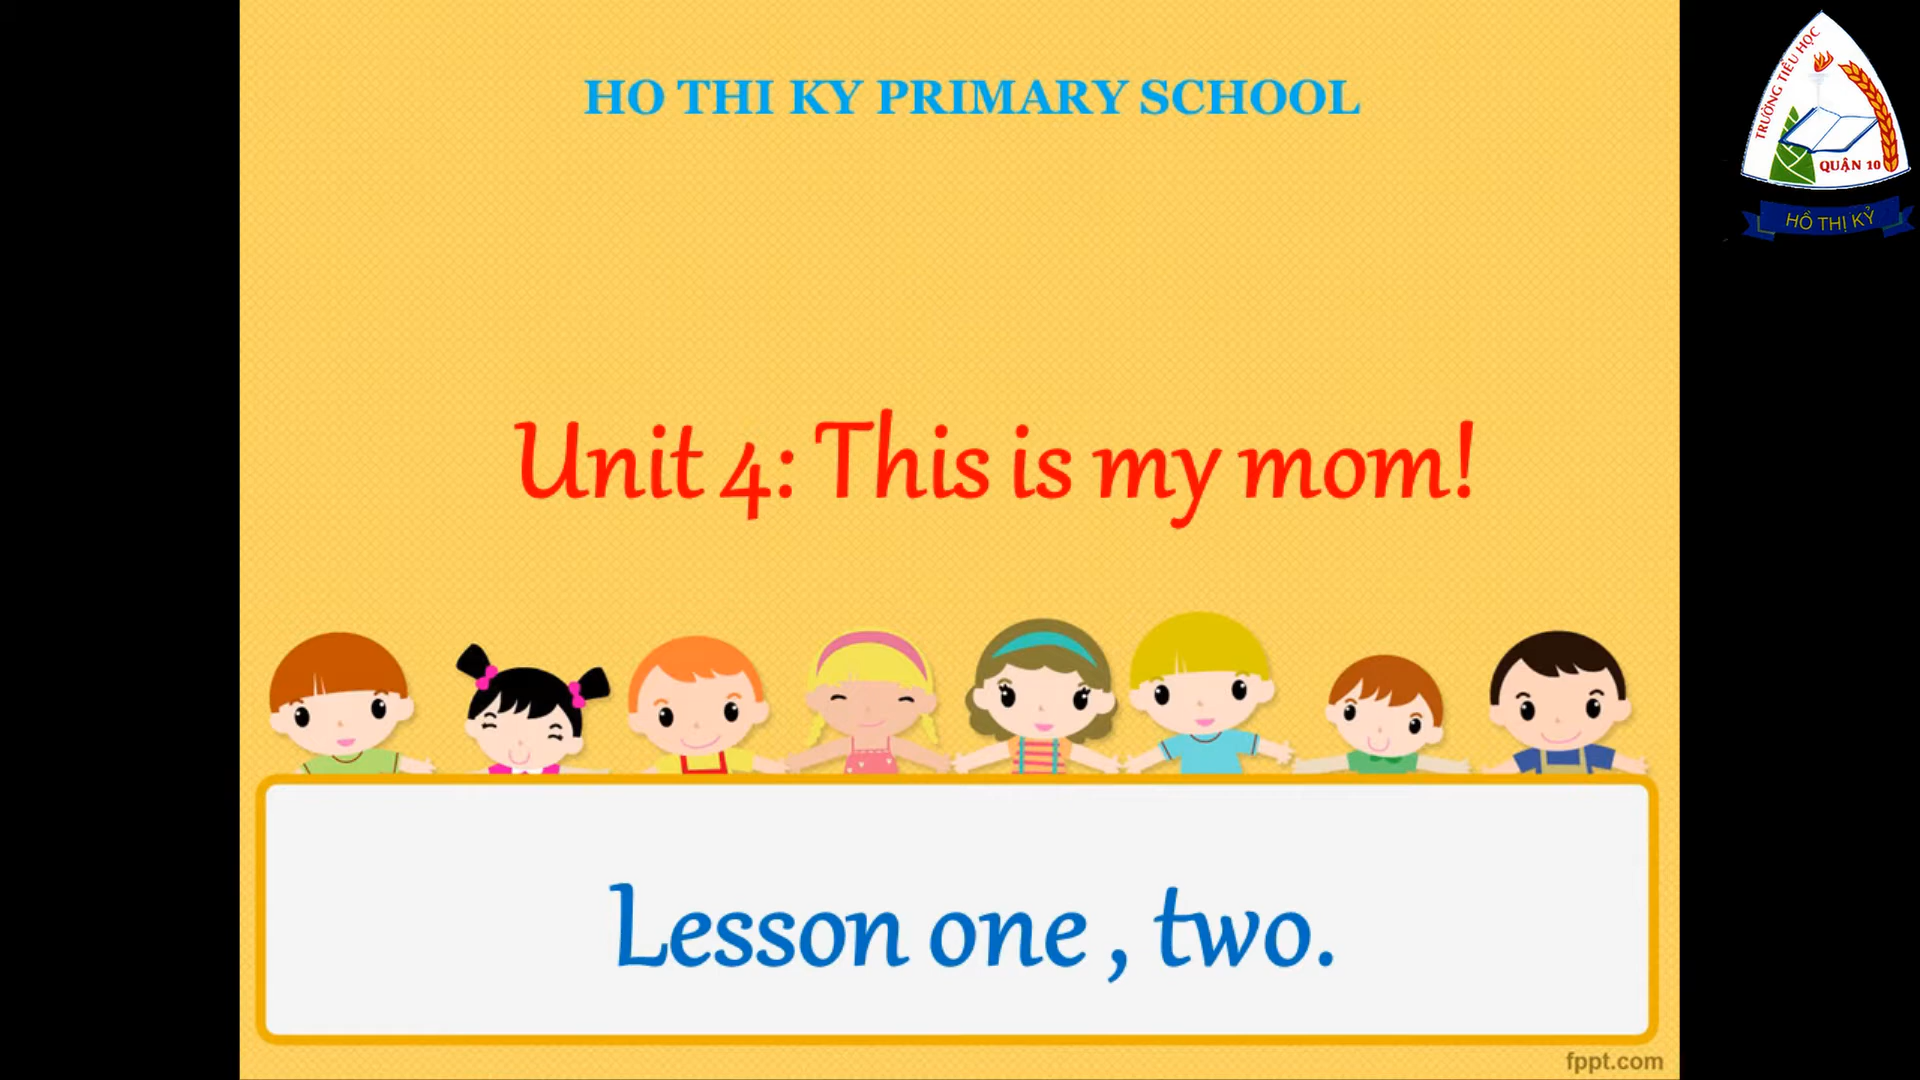 HO THI KY PRIMARY SCHOOL
TRƯỜNG TIỂU HỌC
QUẬN 10
HỒ THỊ KỶ
Unit 4: This is my mom!
Lesson one , two.
fppt.com